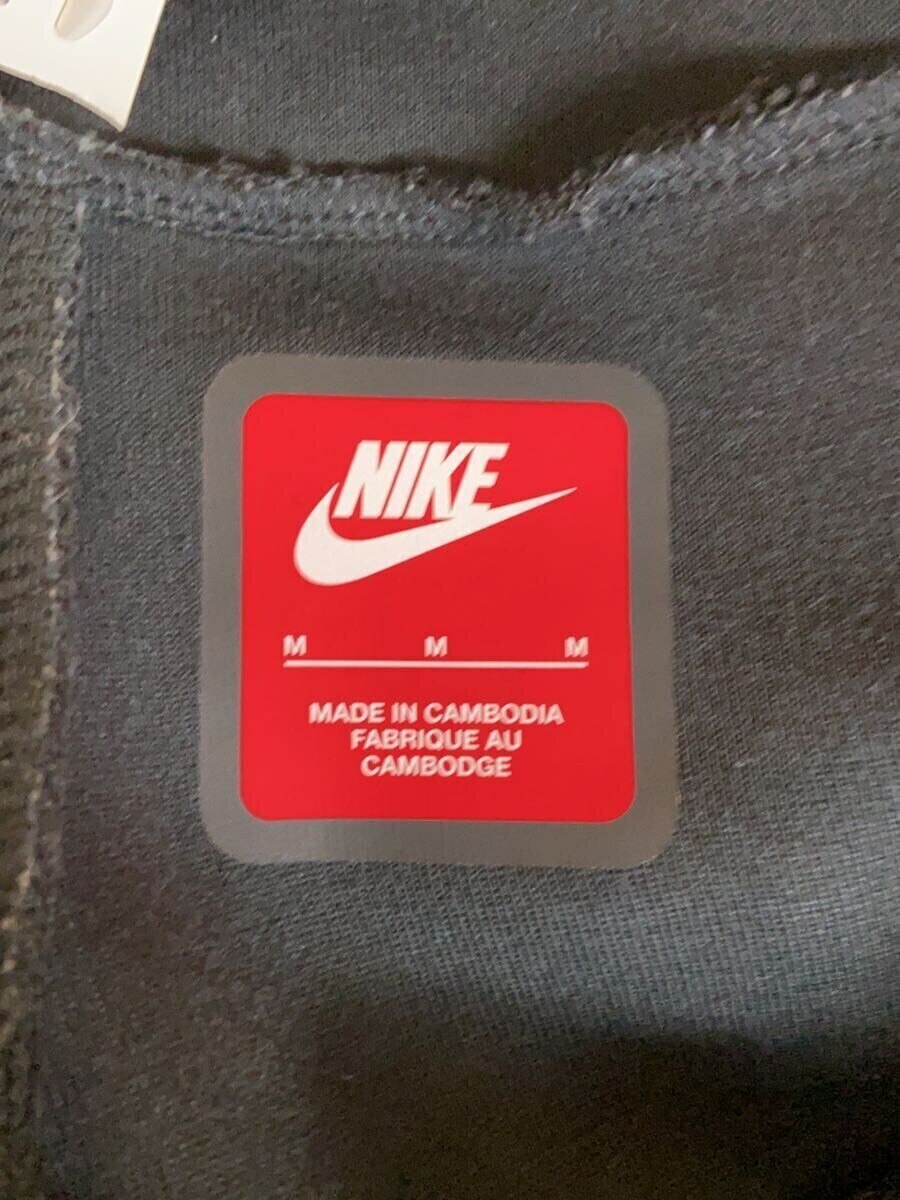 NIKE
M M M
MADE IN CAMBODIA
FABRIQUE AU
CAMBODGE